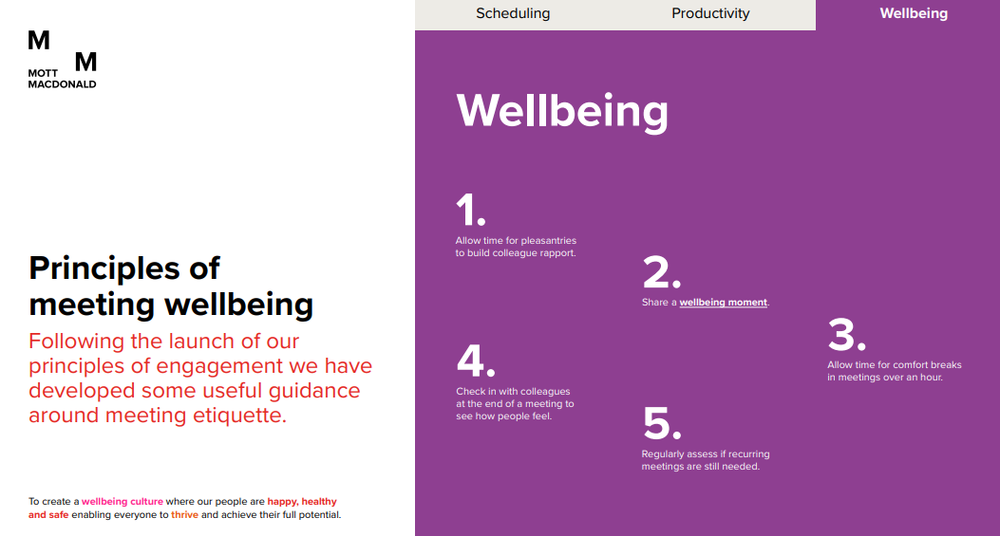 M
M
MOTT
MACDONALD
Principles of
meeting wellbeing
Following the launch of our
principles of engagement we have
developed some useful guidance
around meeting etiquette.
To create a wellbeing culture where our people are happy, healthy
and safe enabling everyone to thrive and achieve their full potential.
Scheduling
Productivity
Wellbeing
Wellbeing
1.
Allow time for pleasantries
to build colleague rapport.
2.
Share a wellbeing moment.
3.
Allow time for comfort breaks
in meetings over an hour.
4.
Check in with colleagues
at the end of a meeting to
see how people feel.
5.
Regularly assess if recurring
meetings are still needed.